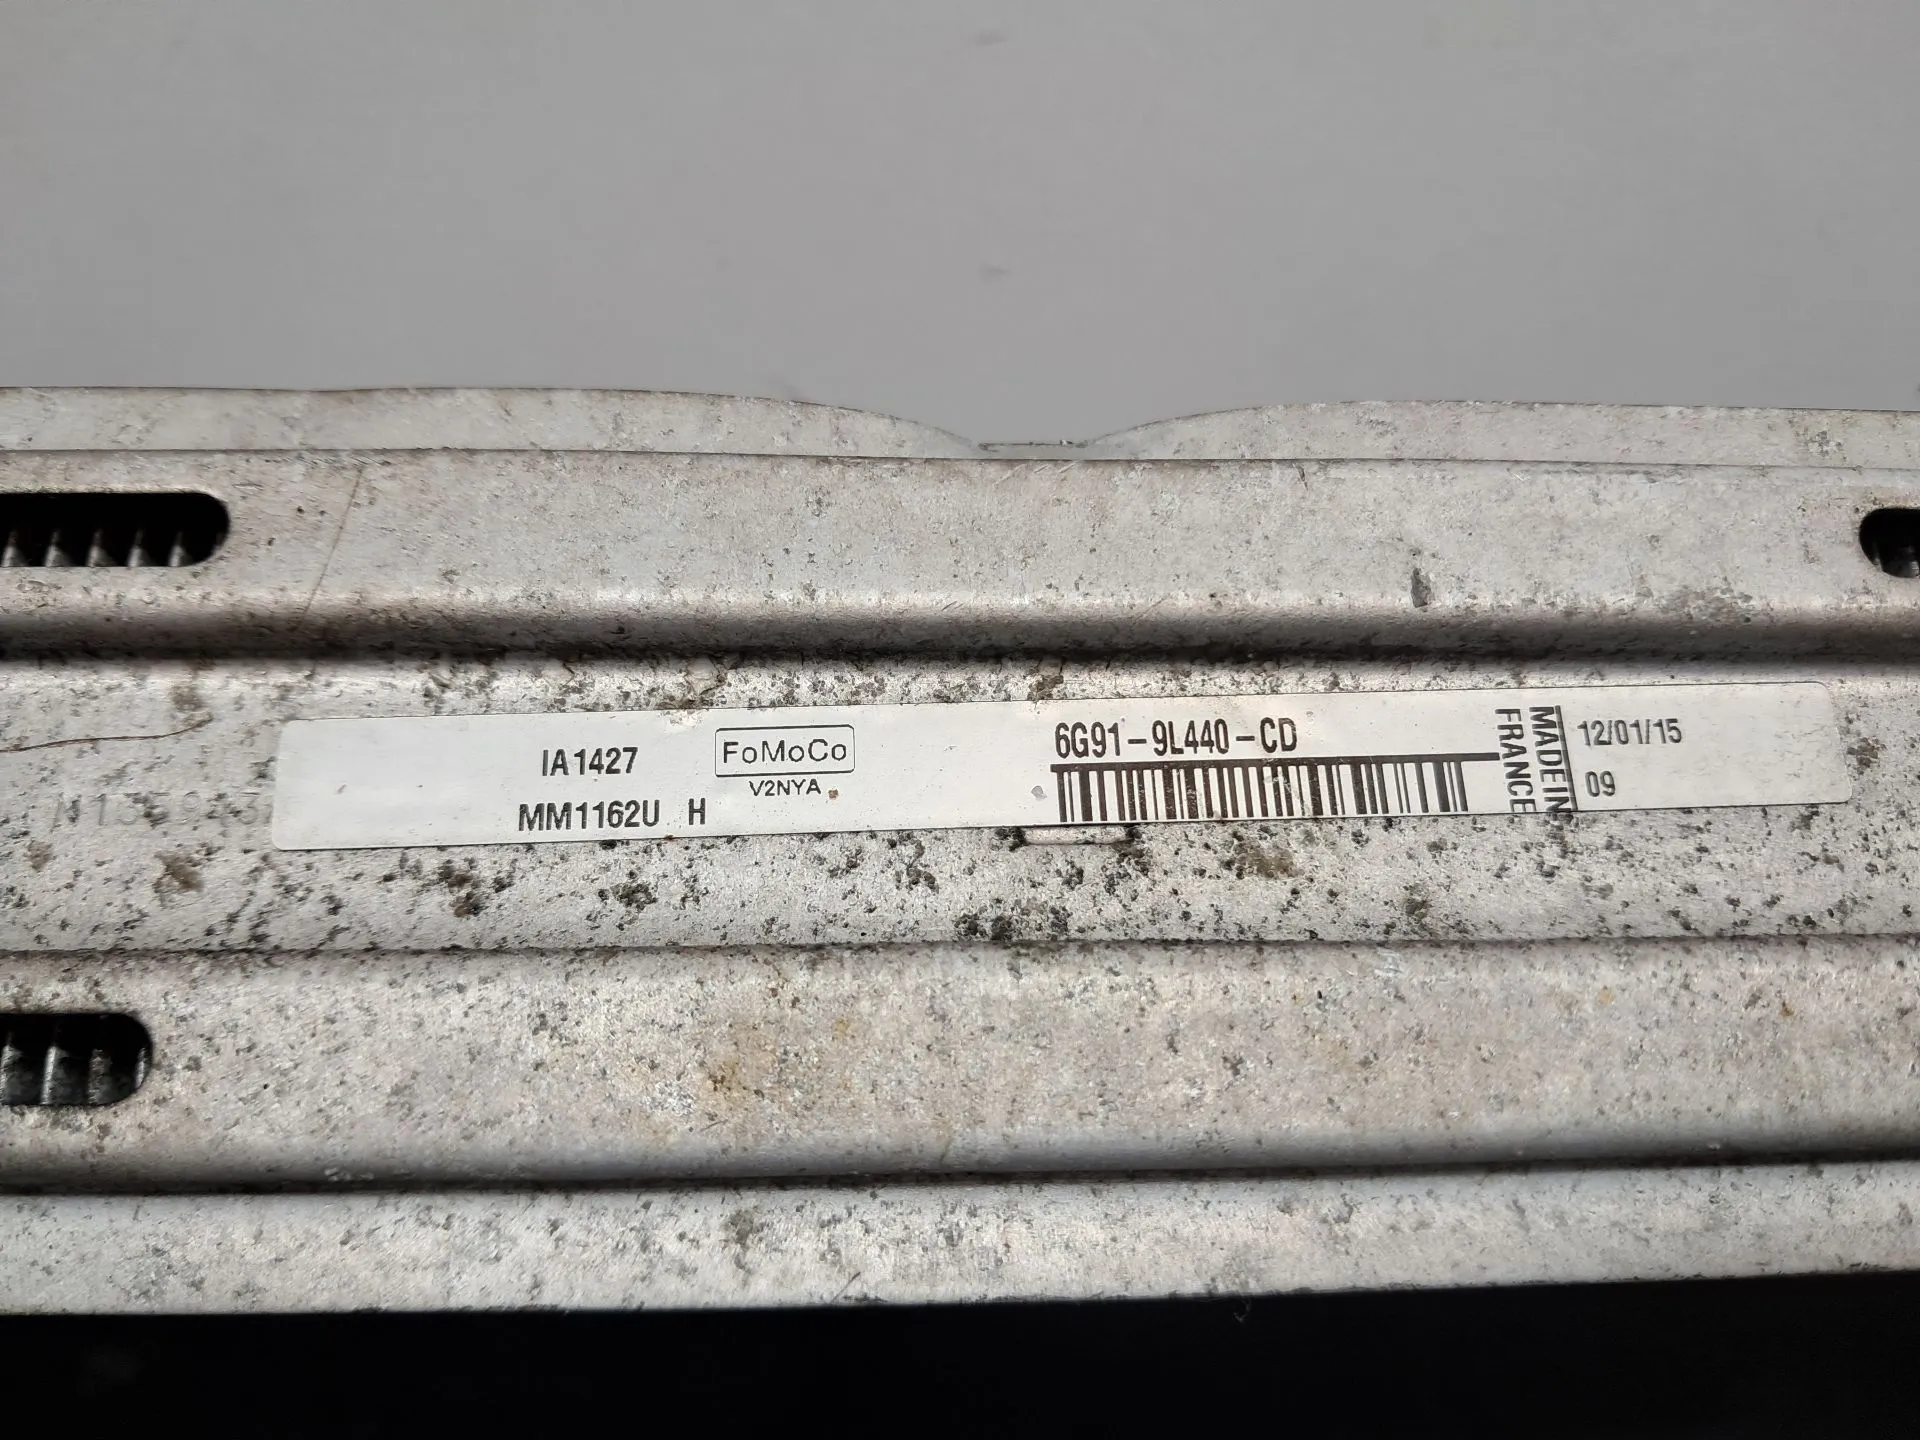 IA1427
MM1162U H
FoMoCo
V2NYA
6G91-9L440-CD
MADE IN
FRANCE
12/01/15
09